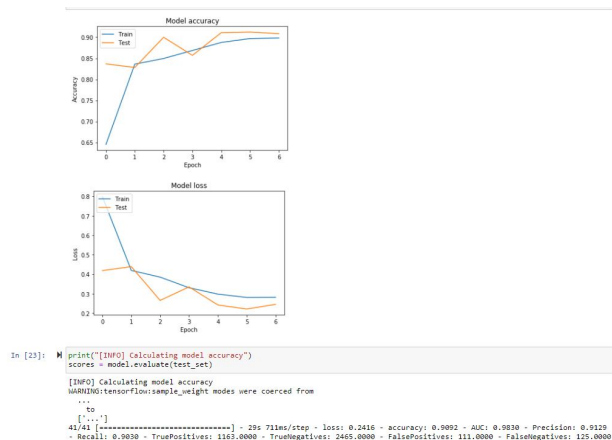 Model accuracy
Train
Test
0.90
0.85
0.80
0.75
0.70
0.65
Accuracy
0 1 2 3 4 5 6
Epoch
Model loss
Train
Test
0.8
0.7
0.6
0.5
0.4
0.3
0.2
Loss
0 1 2 3 4 5 6
Epoch
In [23]: print("[INFO] Calculating model accuracy")
scores = model.evaluate(test_set)
[INFO] Calculating model accuracy
WARNING:tensorflow:sample_weight modes were coerced from
...
to
['...']
41/41 [==============================] - 29s 711ms/step - loss: 0.2416 - accuracy: 0.9092 - AUC: 0.9830 - Precision: 0.9129
- Recall: 0.9030 - TruePositives: 1163.0000 - TrueNegatives: 2465.0000 - FalsePositives: 111.0000 - FalseNegatives: 125.0000